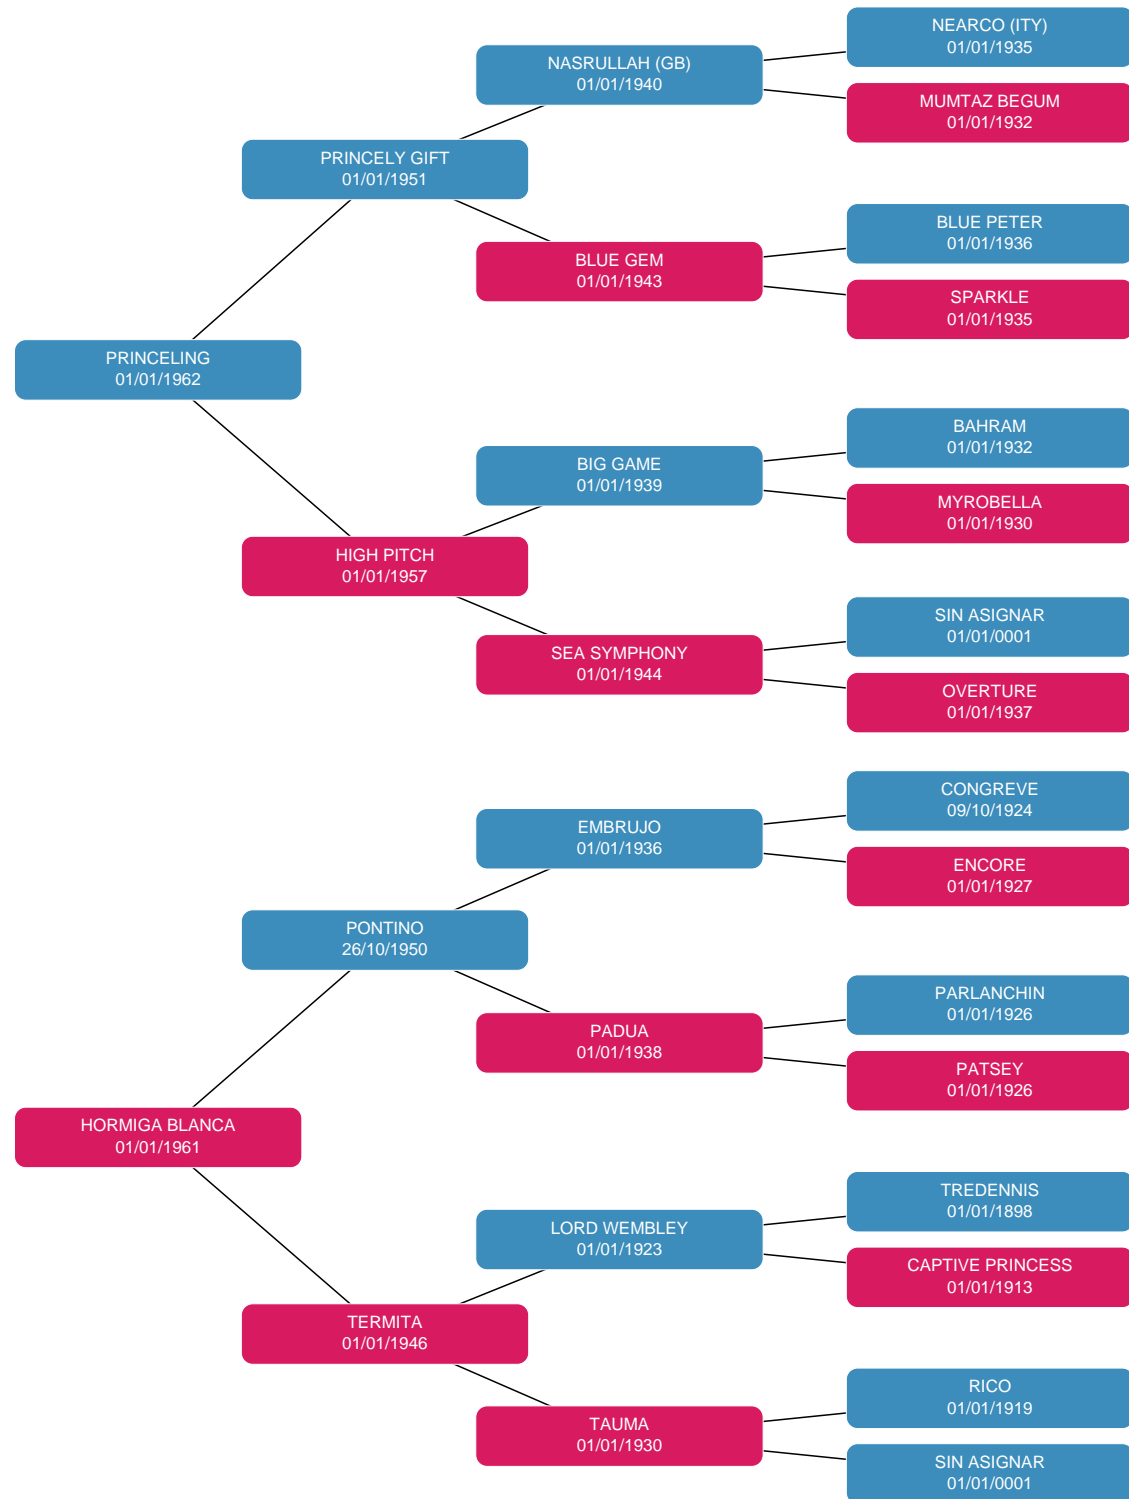 NEARCO (ITY)
01/01/1935
NASRULLAH (GB)
01/01/1940
MUMTAZ BEGUM
01/01/1932
PRINCELY GIFT
01/01/1951
BLUE PETER
01/01/1936
BLUE GEM
01/01/1943
SPARKLE
01/01/1935
PRINCELING
01/01/1962
BAHRAM
01/01/1932
BIG GAME
01/01/1939
MYROBELLA
01/01/1930
HIGH PITCH
01/01/1957
SIN ASIGNAR
01/01/0001
SEA SYMPHONY
01/01/1944
OVERTURE
01/01/1937
CONGREVE
09/10/1924
EMBRUJO
01/01/1936
ENCORE
01/01/1927
PONTINO
26/10/1950
PARLANCHIN
01/01/1926
PADUA
01/01/1938
PATSEY
01/01/1926
HORMIGA BLANCA
01/01/1961
TREDENNIS
01/01/1898
LORD WEMBLEY
01/01/1923
CAPTIVE PRINCESS
01/01/1913
TERMITA
01/01/1946
RICO
01/01/1919
TAUMA
01/01/1930
SIN ASIGNAR
01/01/0001